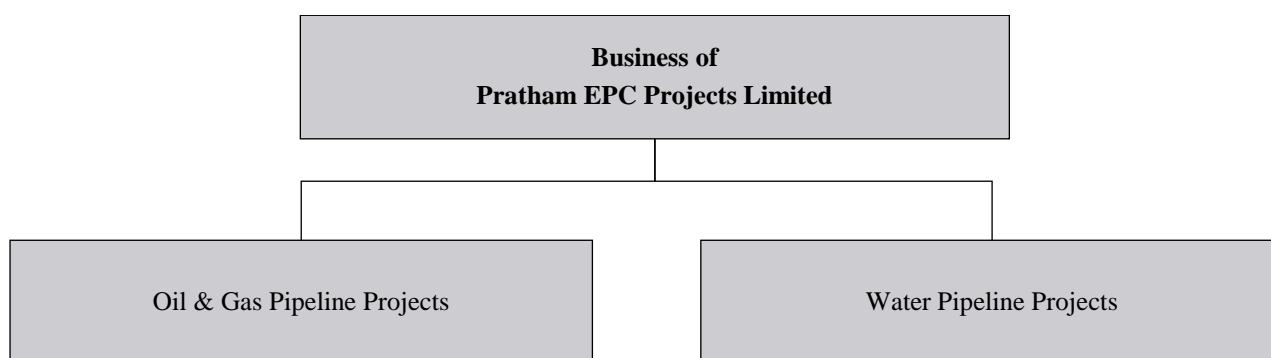 Business of
Pratham EPC Projects Limited
Oil & Gas Pipeline Projects
Water Pipeline Projects